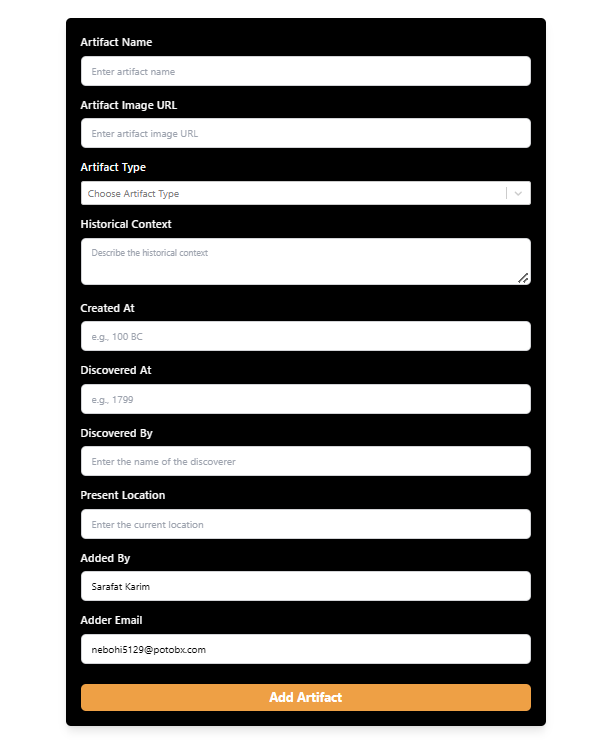 Artifact Name
Enter artifact name
Artifact Image URL
Enter artifact image URL
Artifact Type
Choose Artifact Type
Historical Context
Describe the historical context
Created At
e.g., 100 BC
Discovered At
e.g., 1799
Discovered By
Enter the name of the discoverer
Present Location
Enter the current location
Added By
Sarafat Karim
Adder Email
nebohi5129@potobx.com
Add Artifact